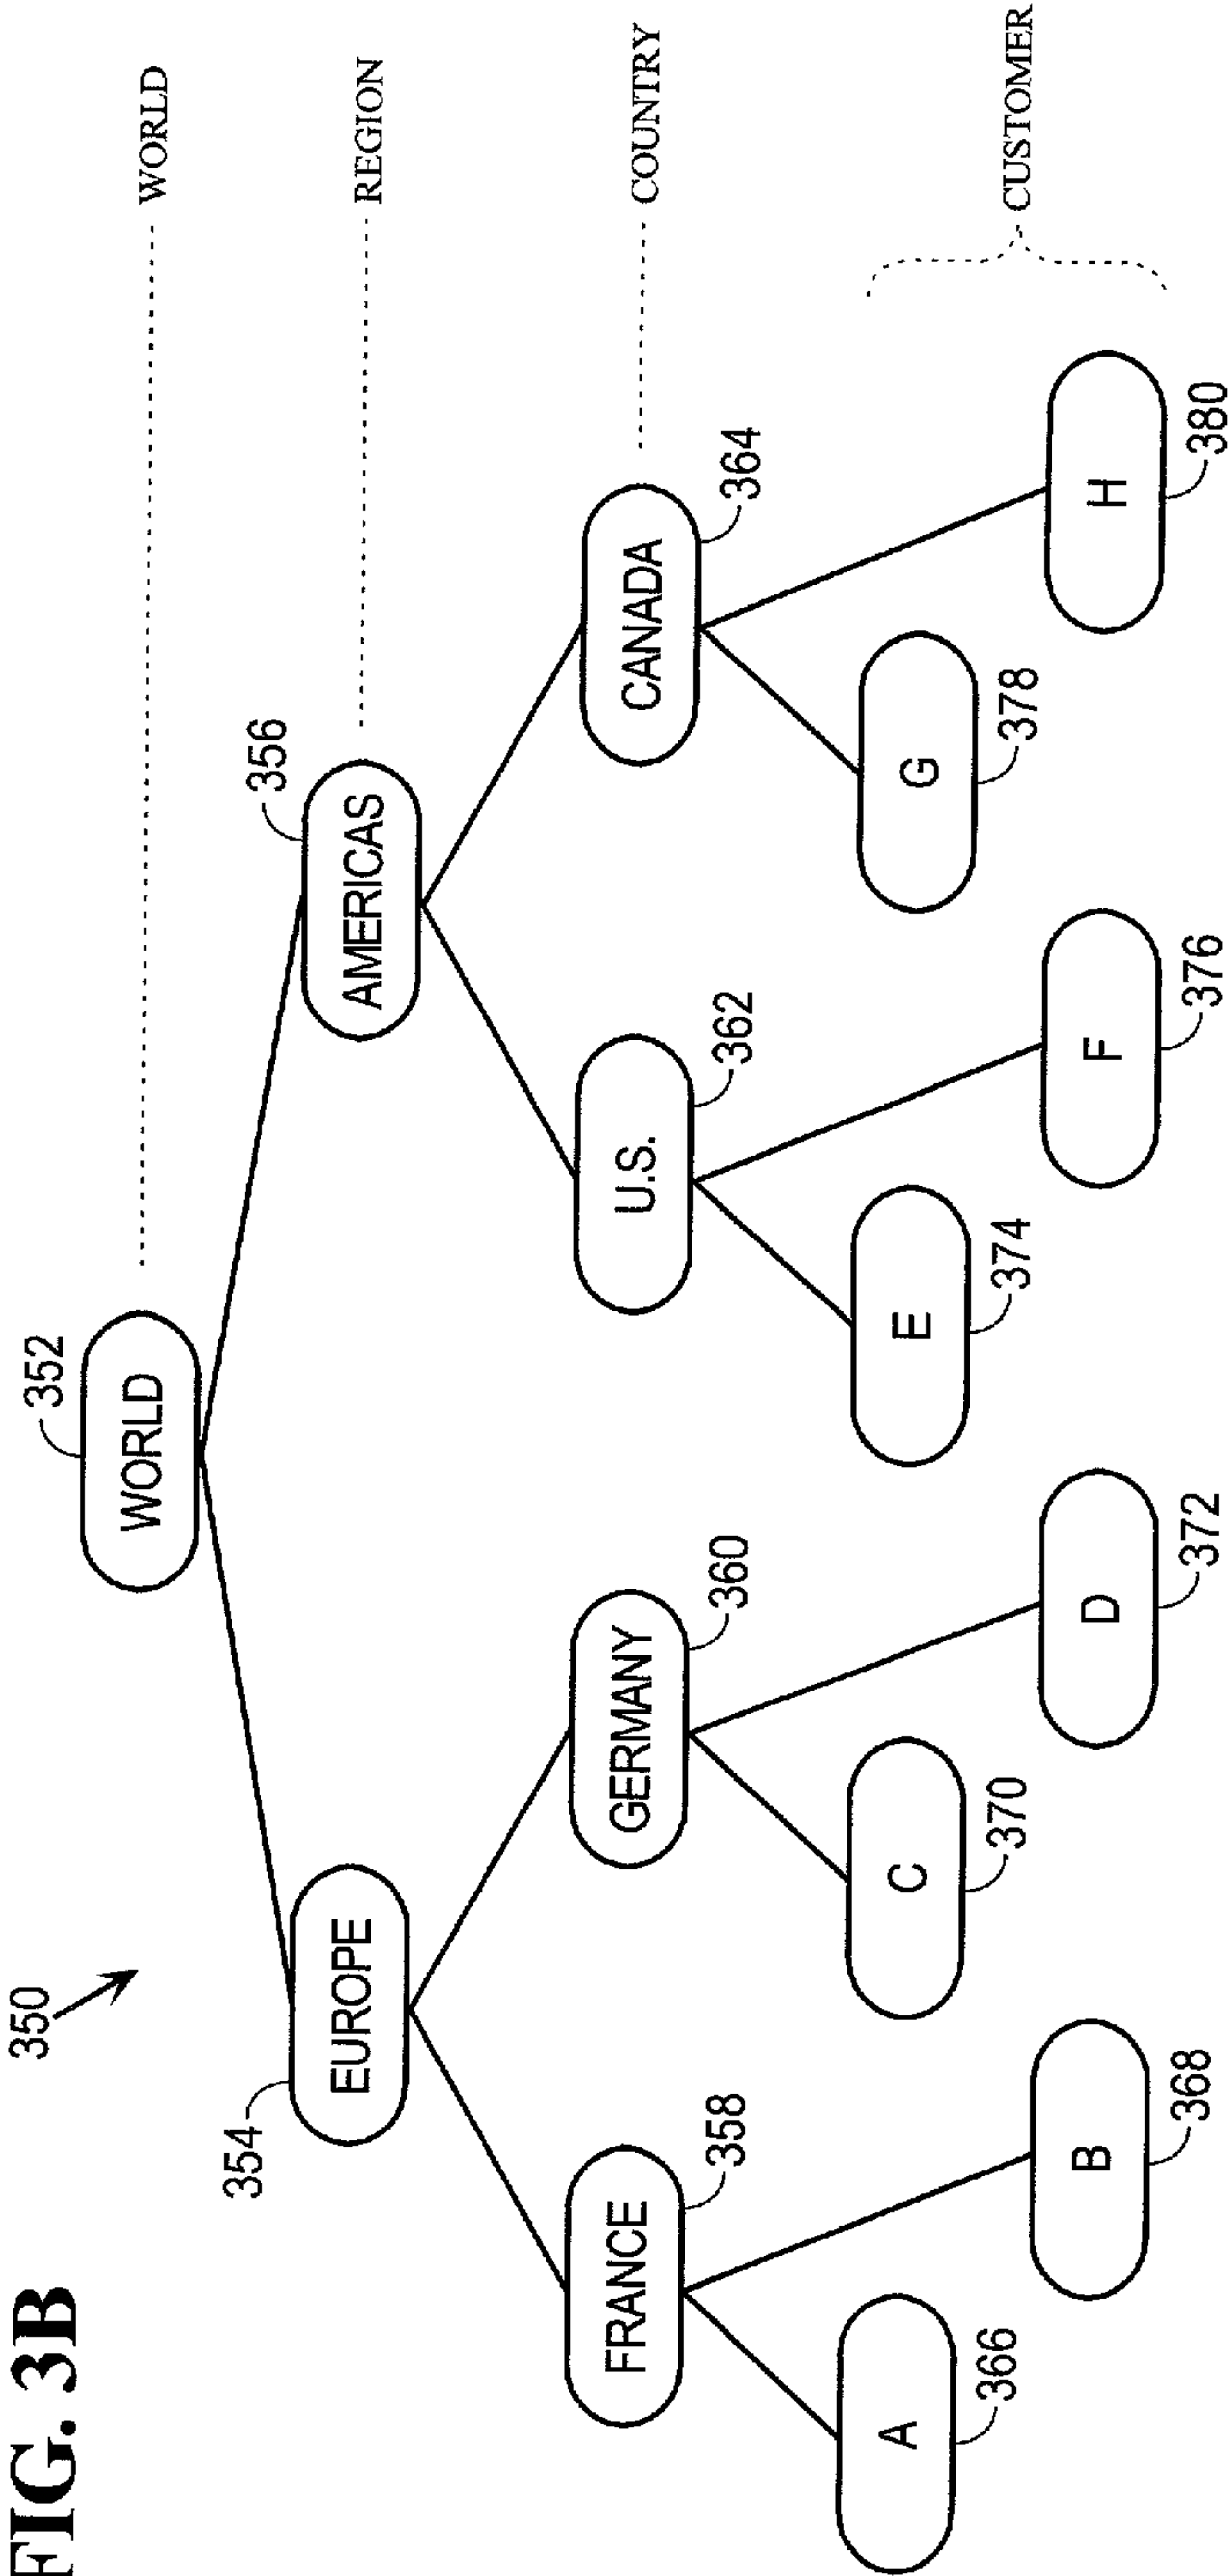 FIG. 3B
350
352
WORLD
WORLD
354
EUROPE
356
AMERICAS
REGION
FRANCE
358
GERMANY
360
U.S.
362
CANADA
364
COUNTRY
A
366
C
370
E
374
G
378
B
368
D
372
F
376
H
380
CUSTOMER